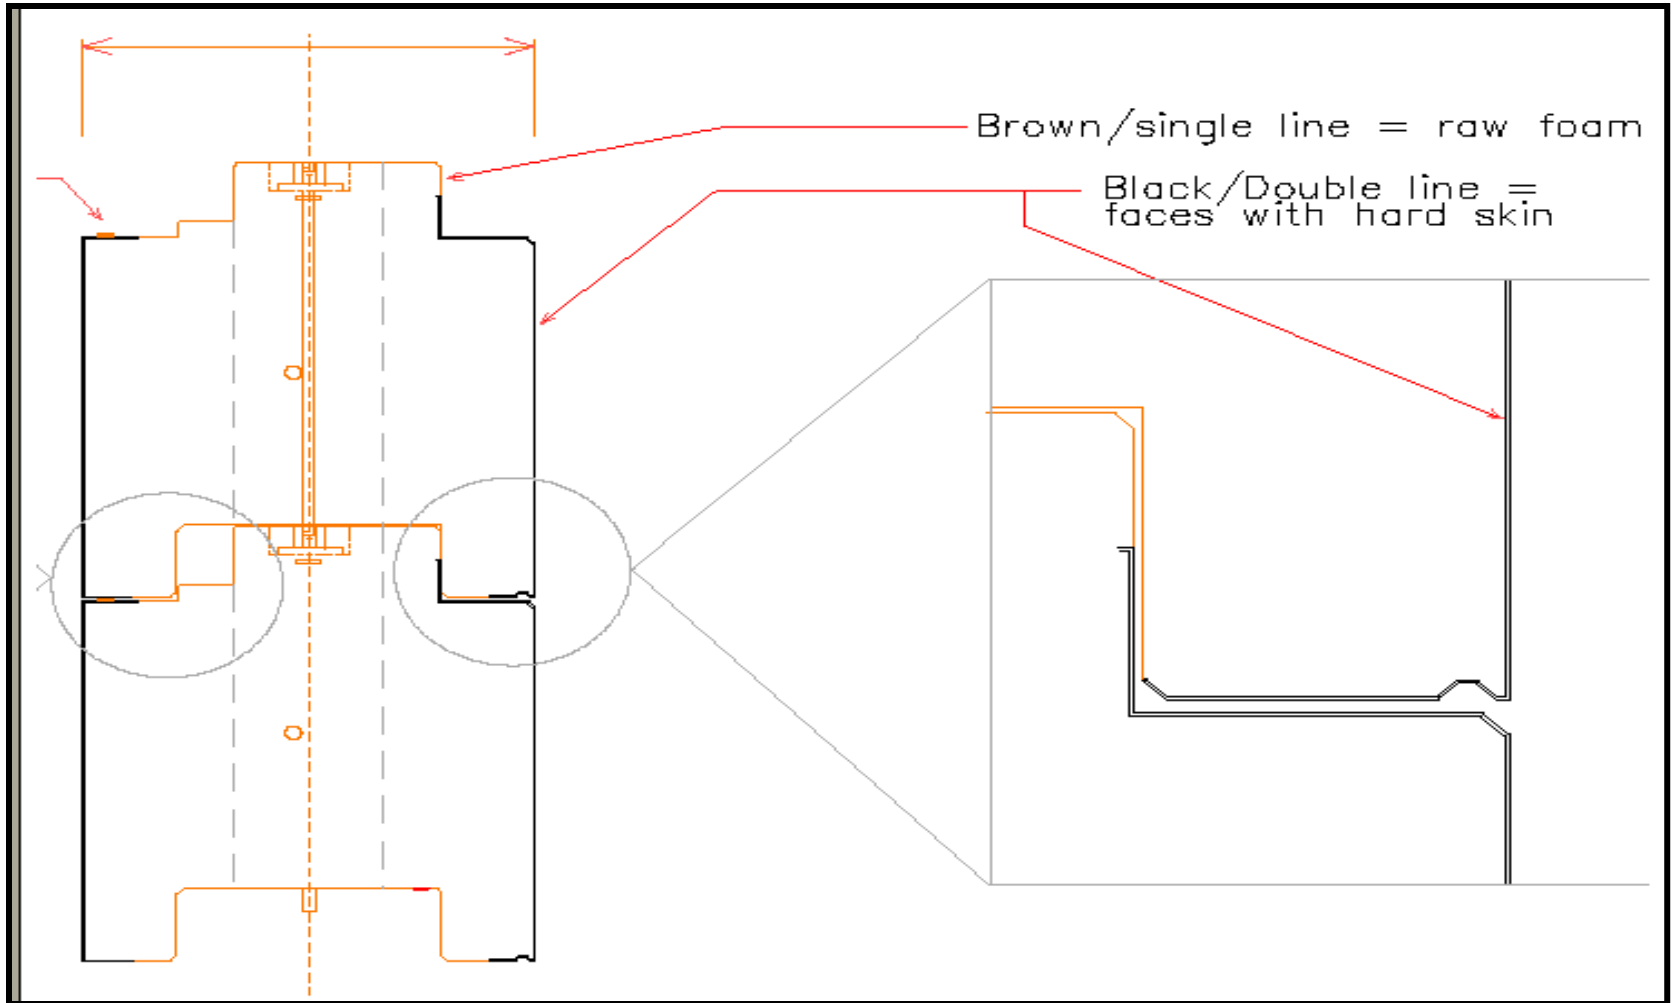 Brown/single line = raw foam
Black/Double line =
faces with hard skin